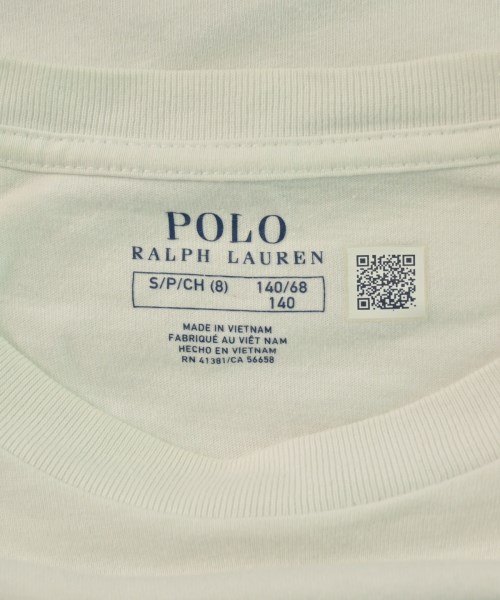 POLO
RALPH LAUREN
S/P/CH (8) 140/68
140
MADE IN VIETNAM
FABRIQUÉ AU VIÊT NAM
HECHO EN VIETNAM
RN 41381/CA 56658